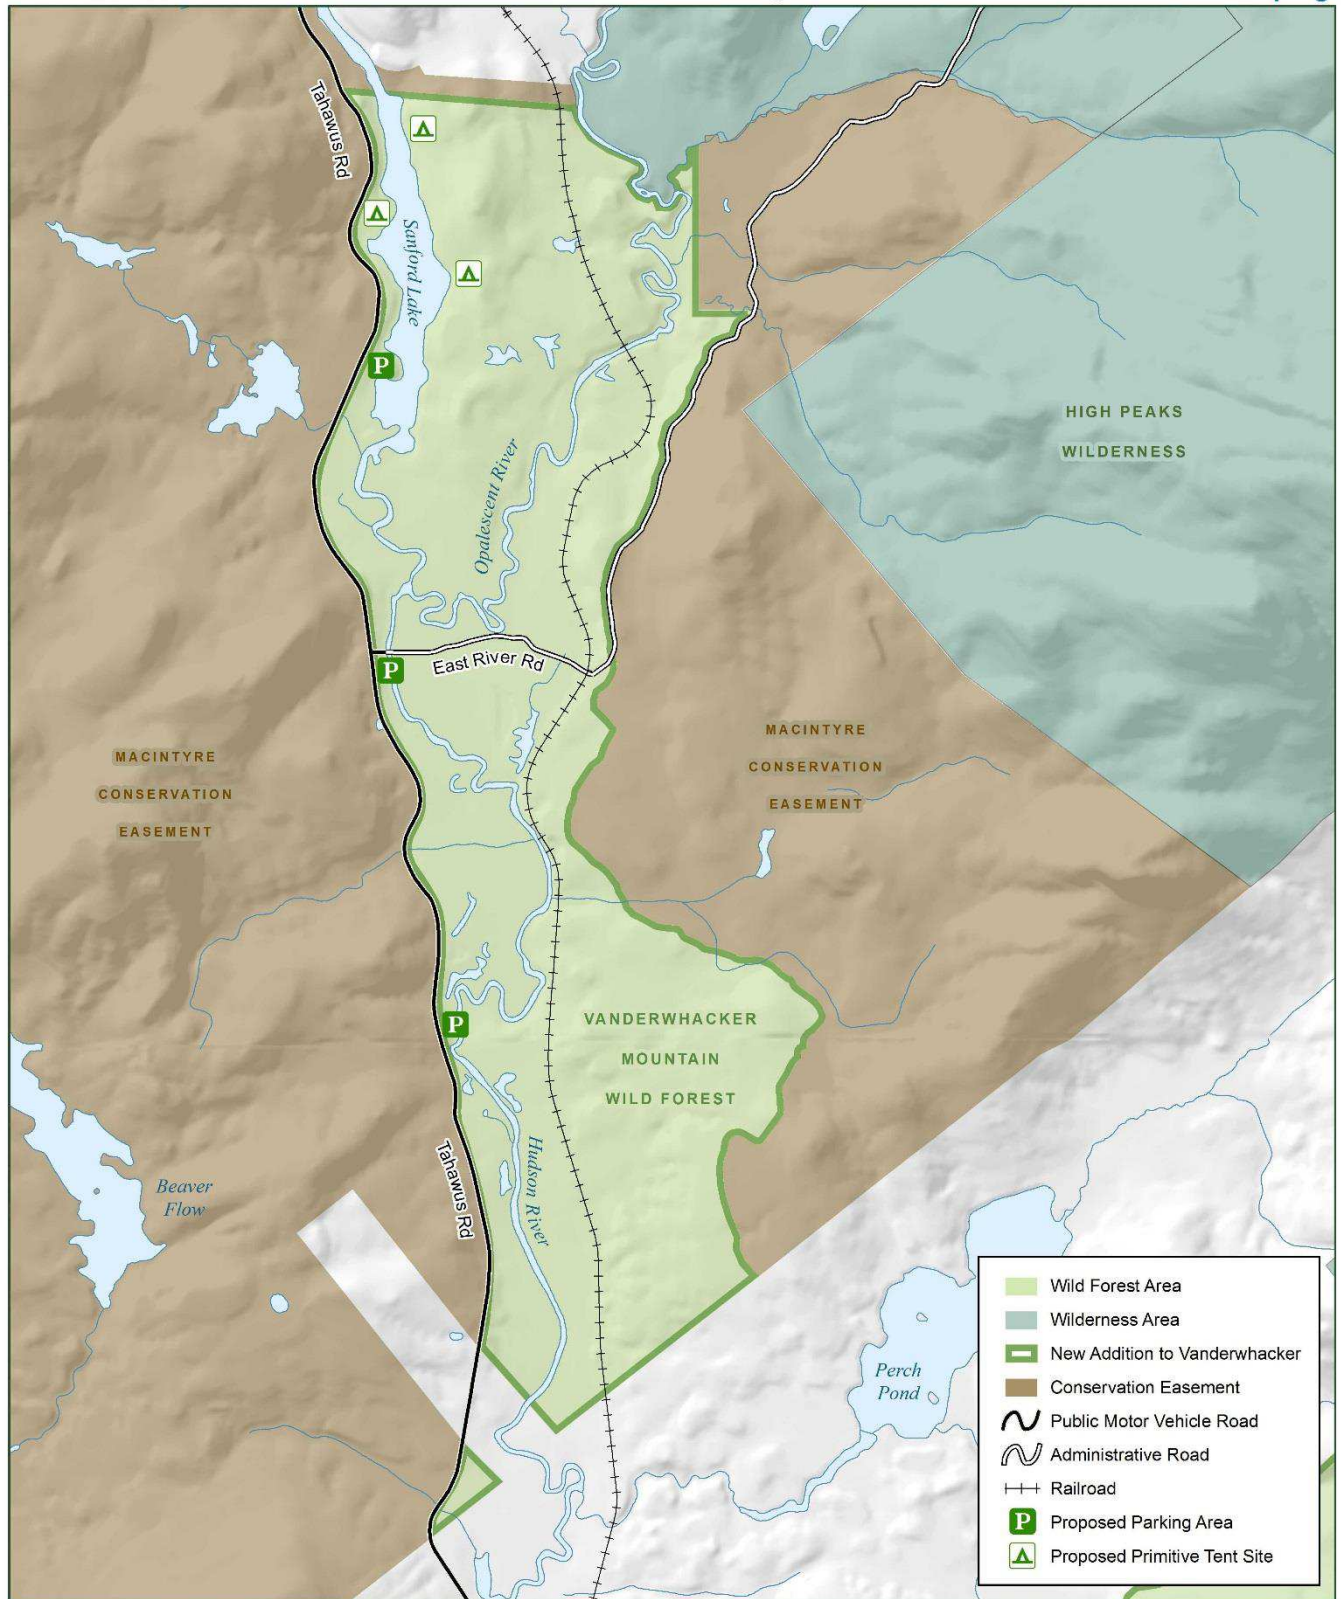 Tahawus Rd
Sanford Lake
HIGH PEAKS
WILDERNESS
Opalescent River
East River Rd
MACINTYRE
CONSERVATION
EASEMENT
MACINTYRE
CONSERVATION
EASEMENT
P
P
P
VANDERWHACKER
MOUNTAIN
WILD FOREST
Tahawus Rd
Hudson River
Beaver
Flow
Perch
Pond
Wild Forest Area
Wilderness Area
New Addition to Vanderwhacker
Conservation Easement
Public Motor Vehicle Road
Administrative Road
Railroad
P Proposed Parking Area
Proposed Primitive Tent Site